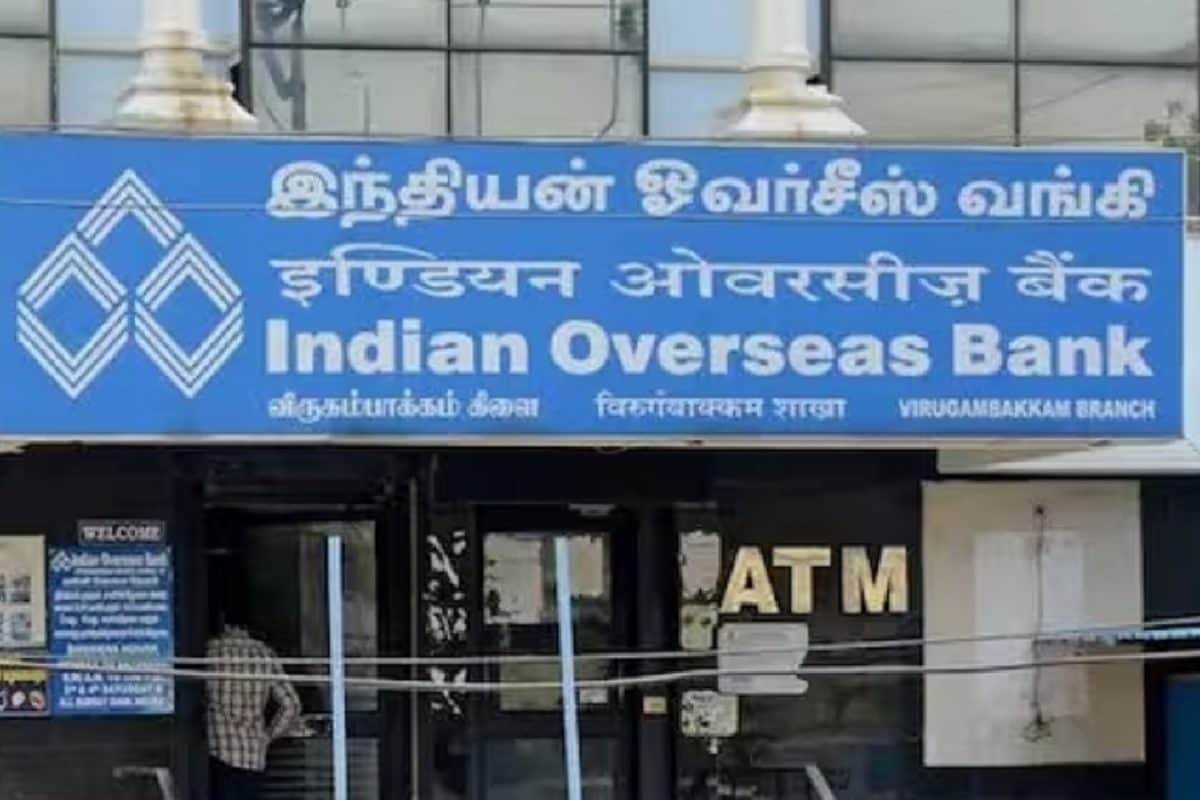 இந்தியன் ஓவர்சீஸ் வங்கி
इण्डियन ओवरसीज़ बैंक
Indian Overseas Bank
விருகம்பாக்கம் கிளை विरुगंबाक्कम शाखा VIRUGAMBAKKAM BRANCH
WELCOME
Indian Overseas Bank
ATM